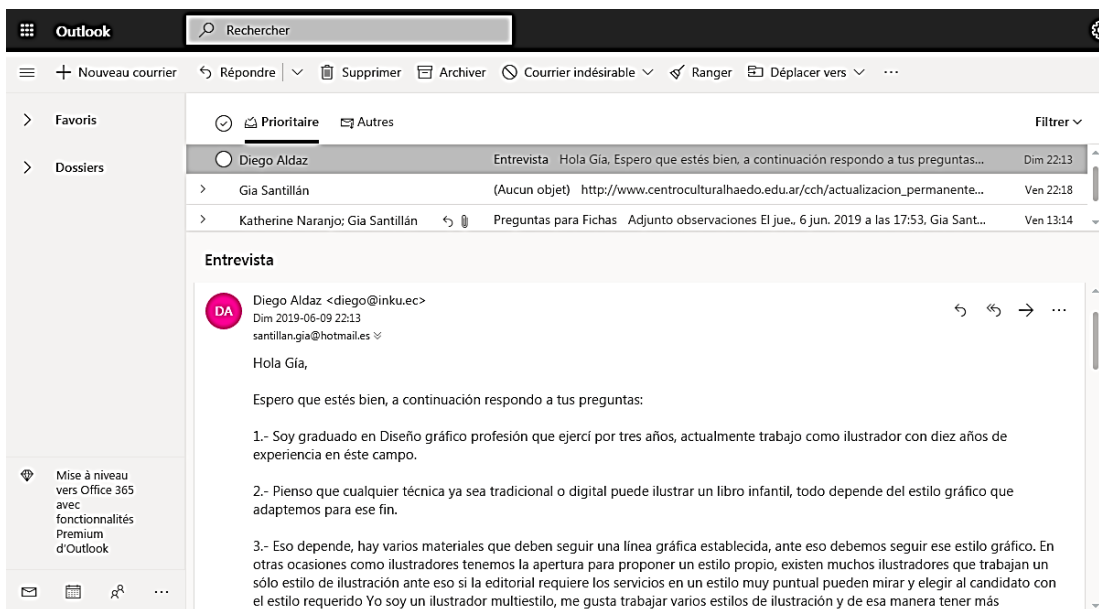 Outlook
Rechercher
Nouveau courrier
Répondre
Supprimer
Archiver
Courrier indésirable
Ranger
Déplacer vers
Favoris
Dossiers
Prioritaire
Autres
Filtrer
Diego Aldaz Entrevista Hola Gía, Espero que estés bien, a continuación respondo a tus preguntas... Dim 22:13
Gia Santillán (Aucun objet) http://www.centroculturalhaedo.edu.ar/cch/actualizacion_permanente... Ven 22:18
Katherine Naranjo; Gia Santillán Preguntas para Fichas Adjunto observaciones El jue., 6 jun. 2019 a las 17:53, Gia Sant... Ven 13:14
Entrevista
DA
Diego Aldaz <diego@inku.ec>
Dim 2019-06-09 22:13
santillan.gia@hotmail.es
Hola Gía,
Espero que estés bien, a continuación respondo a tus preguntas:
1.- Soy graduado en Diseño gráfico profesión que ejercí por tres años, actualmente trabajo como ilustrador con diez años de
experiencia en éste campo.
2.- Pienso que cualquier técnica ya sea tradicional o digital puede ilustrar un libro infantil, todo depende del estilo gráfico que
adaptemos para ese fin.
3.- Eso depende, hay varios materiales que deben seguir una línea gráfica establecida, ante eso debemos seguir ese estilo gráfico. En
otras ocasiones como ilustradores tenemos la apertura para proponer un estilo propio, existen muchos ilustradores que trabajan un
sólo estilo de ilustración ante eso si la editorial requiere los servicios en un estilo muy puntual pueden mirar y elegir al candidato con
el estilo requerido Yo soy un ilustrador multiestilo, me gusta trabajar varios estilos de ilustración y de esa manera tener más
Mise à niveau
vers Office 365
avec
fonctionnalités
Premium
d'Outlook